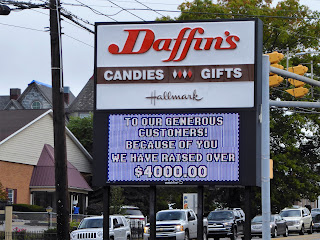 Daffin's
CANDIES GIFTS
Hallmark
TO OUR GENEROUS
CUSTOMERS!
BECAUSE OF YOU
WE HAVE RAISED OVER
$4000.00